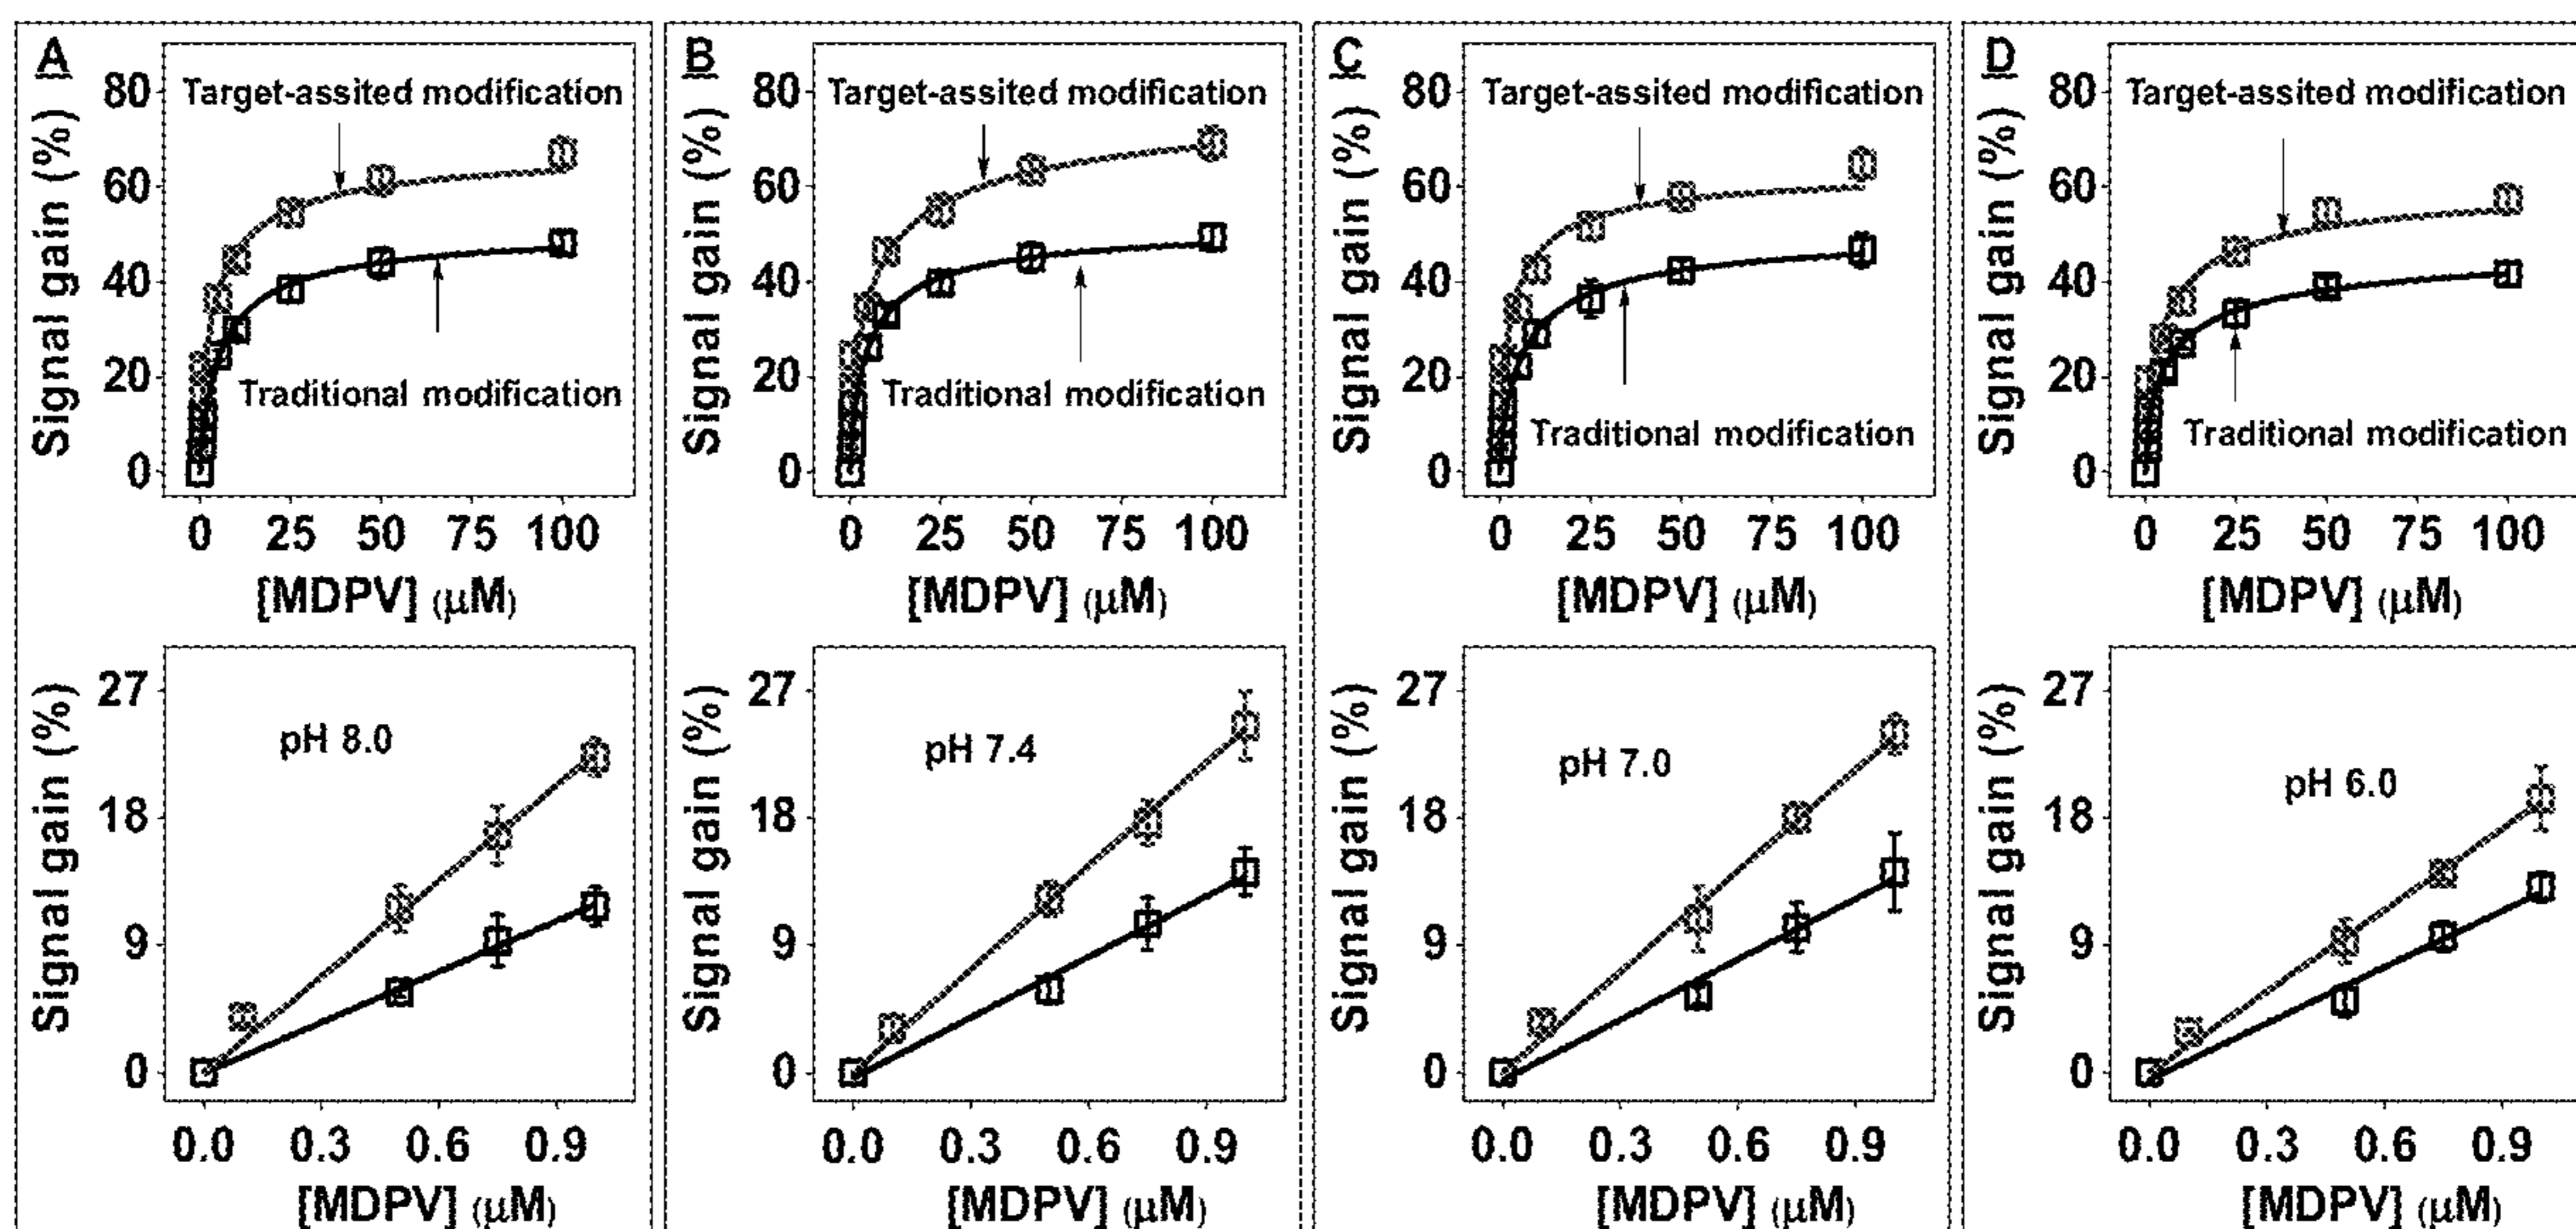 A
Signal gain (%)
80
60
40
20
0
Target-assited modification
Traditional modification
0 25 50 75 100
[MDPV] (μM)
Signal gain (%)
27
18
9
0
pH 8.0
0.0 0.3 0.6 0.9
[MDPV] (μM)
B
Signal gain (%)
80
60
40
20
0
Target-assited modification
Traditional modification
0 25 50 75 100
[MDPV] (μM)
Signal gain (%)
27
18
9
0
pH 7.4
0.0 0.3 0.6 0.9
[MDPV] (μM)
C
Signal gain (%)
80
60
40
20
0
Target-assited modification
Traditional modification
0 25 50 75 100
[MDPV] (μM)
Signal gain (%)
27
18
9
0
pH 7.0
0.0 0.3 0.6 0.9
[MDPV] (μM)
D
Signal gain (%)
80
60
40
20
0
Target-assited modification
Traditional modification
0 25 50 75 100
[MDPV] (μM)
Signal gain (%)
27
18
9
0
pH 6.0
0.0 0.3 0.6 0.9
[MDPV] (μM)